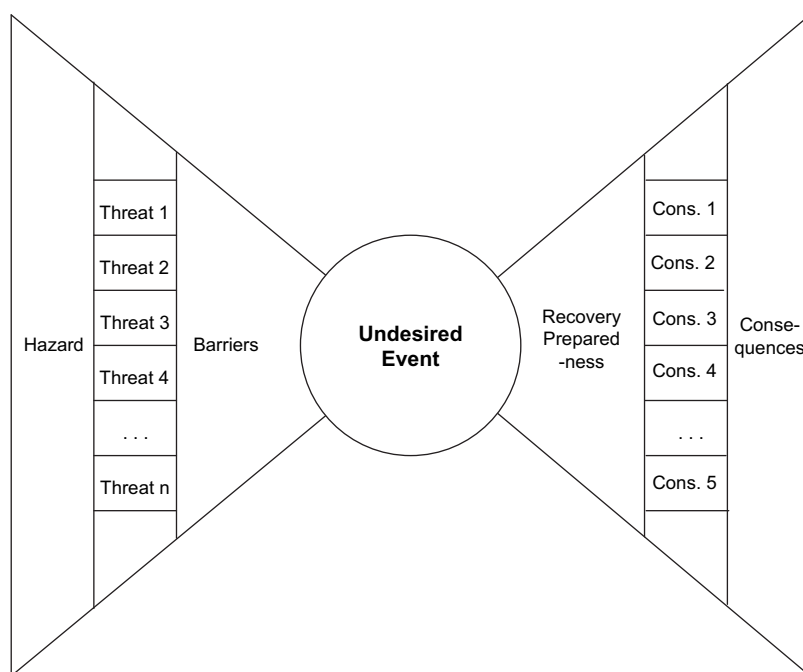 Hazard
Threat 1
Threat 2
Threat 3
Threat 4
. . .
Threat n
Barriers
Undesired
Event
Recovery
Prepared
-ness
Cons. 1
Cons. 2
Cons. 3
Cons. 4
. . .
Cons. 5
Conse-
quences